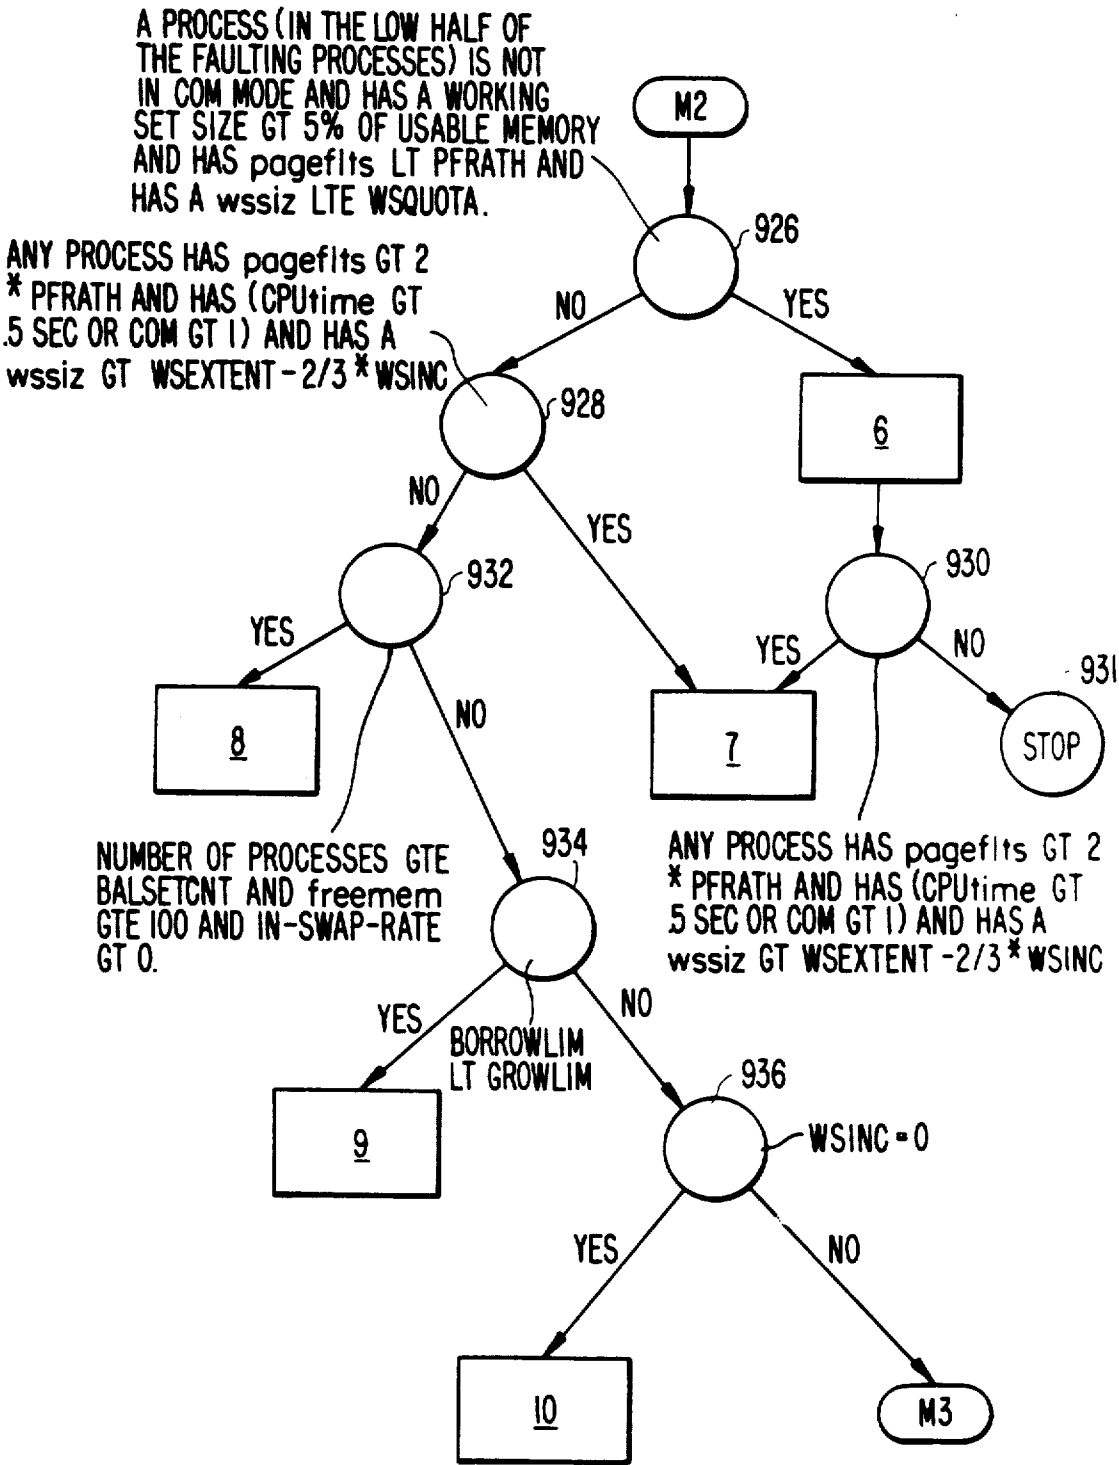 A PROCESS (IN THE LOW HALF OF
THE FAULTING PROCESSES) IS NOT
IN COM MODE AND HAS A WORKING
SET SIZE GT 5% OF USABLE MEMORY
AND HAS pageflts LT PFRATH AND
HAS A wssiz LTE WSQUOTA.
M2
926
ANY PROCESS HAS pageflts GT 2
* PFRATH AND HAS (CPUtime GT
.5 SEC OR COM GT 1) AND HAS A
wssiz GT WSEXTENT-2/3*WSINC
NO
YES
928
6
NO
YES
932
930
YES
NO
YES
NO
931
8
7
STOP
NUMBER OF PROCESSES GTE
BALSETCNT AND freemem
GTE 100 AND IN-SWAP-RATE
GT 0.
934
ANY PROCESS HAS pageflts GT 2
* PFRATH AND HAS (CPUtime GT
.5 SEC OR COM GT 1) AND HAS A
wssiz GT WSEXTENT-2/3*WSINC
YES
BORROWLIM
LT GROWLIM
NO
936
9
WSINC=0
YES
NO
10
M3